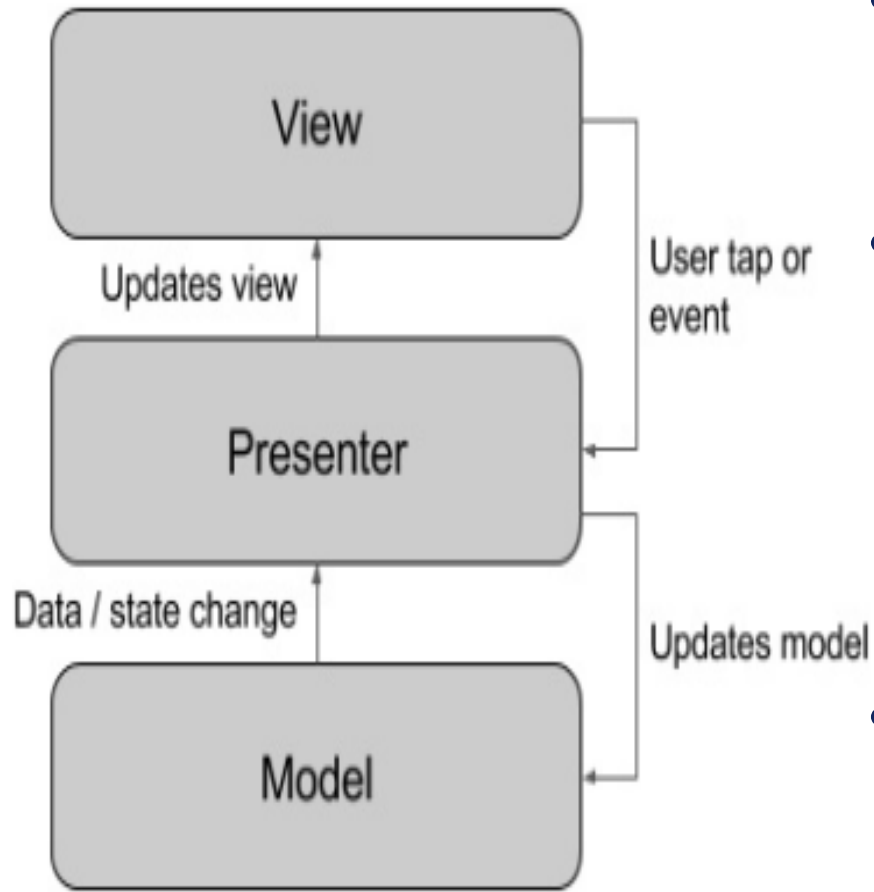 View
Updates view
User tap or
event
Presenter
Data / state change
Updates model
Model